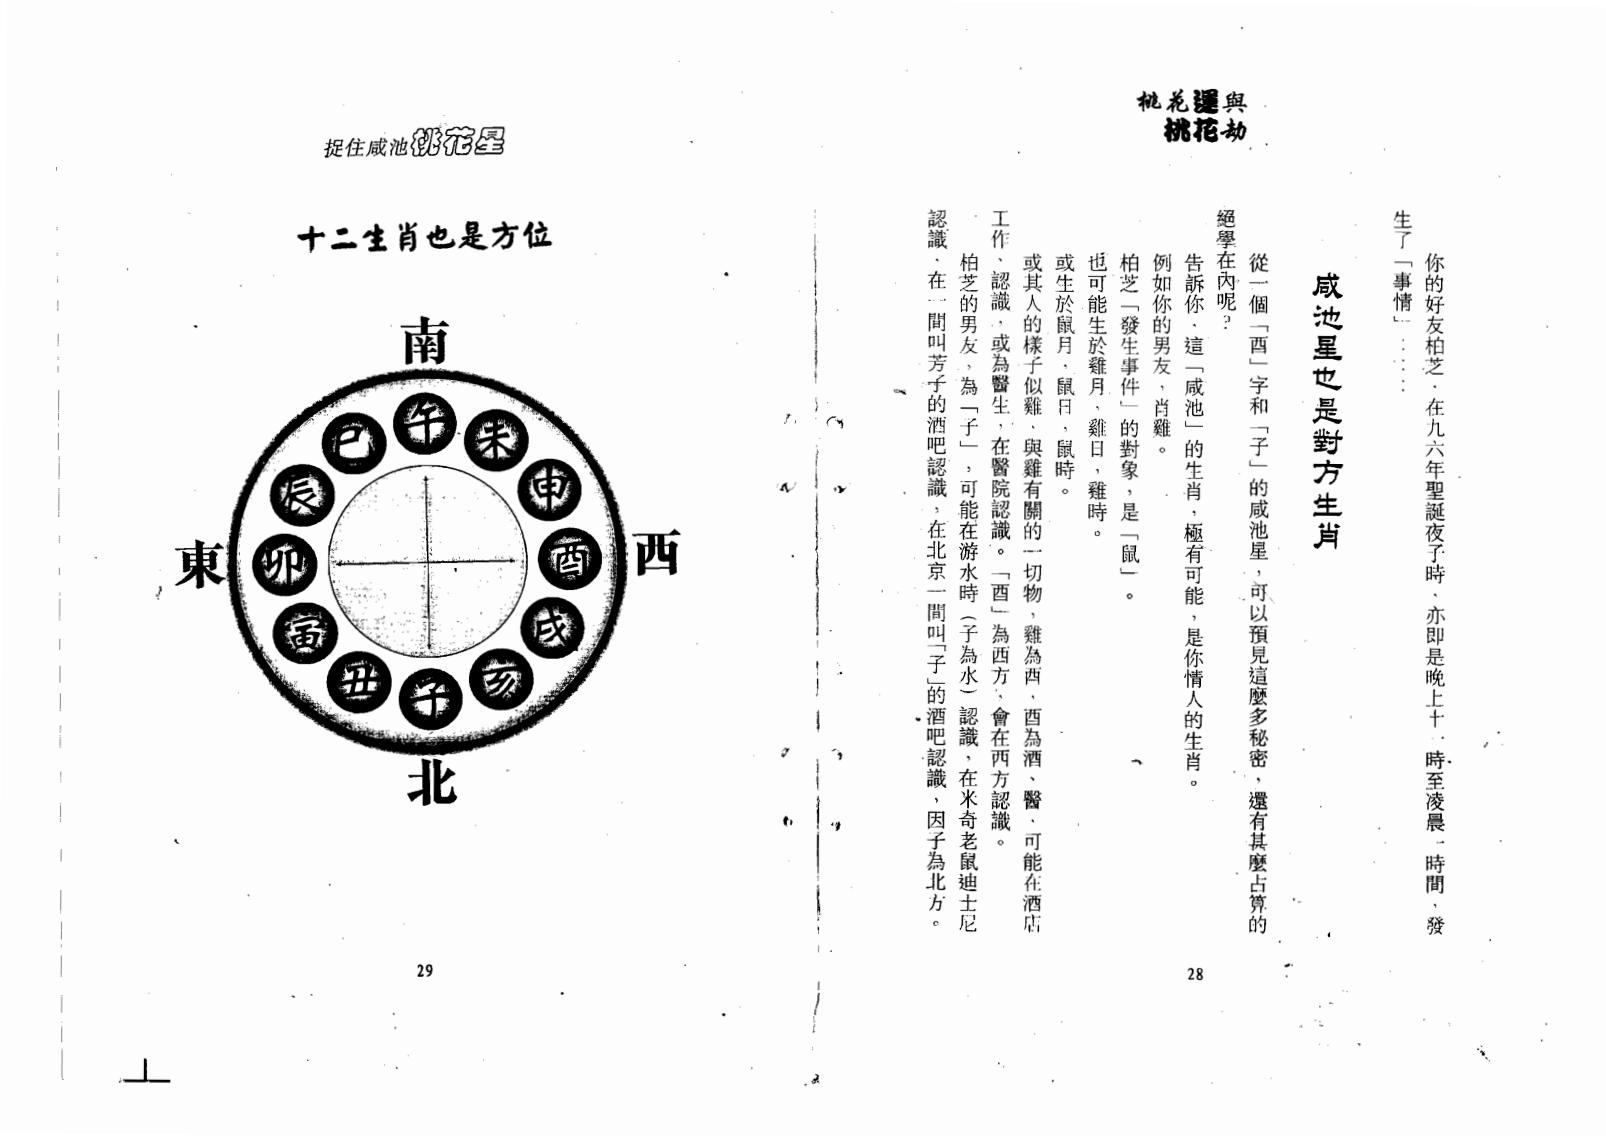 桃花運與
桃花劫
你的好友柏芝，在九六年聖誕夜子時，亦即是晚上十一時至凌晨一時間，發
生了「事情」……
咸池星也是對方生肖
從一個「酉」字和「子」的咸池星，可以預見這麼多秘密，還有甚麼占算的
絕學在內呢？
告訴你，這「咸池」的生肖，極有可能，是你情人的生肖。
例如你的男友，肖雞。
柏芝「發生事件」的對象，是「鼠」。
也可能生於雞月，雞日，雞時。
或生於鼠月，鼠日，鼠時。
或其人的樣子似雞，與雞有關的一切物，雞為酉，酉為酒、醫，可能在酒店
工作、認識，或為醫生，在醫院認識。「酉」為西方，會在西方認識。
柏芝的男友，為「子」，可能在游水時（子為水）認識，在米奇老鼠迪士尼
認識，在一間叫芳子的酒吧認識，在北京一間叫「子」的酒吧認識，因子為北方。
28
捉住咸池桃花星
十二生肖也是方位
南
午
巳
未
辰
申
東
卯
酉
西
寅
戌
丑
亥
子
北
29